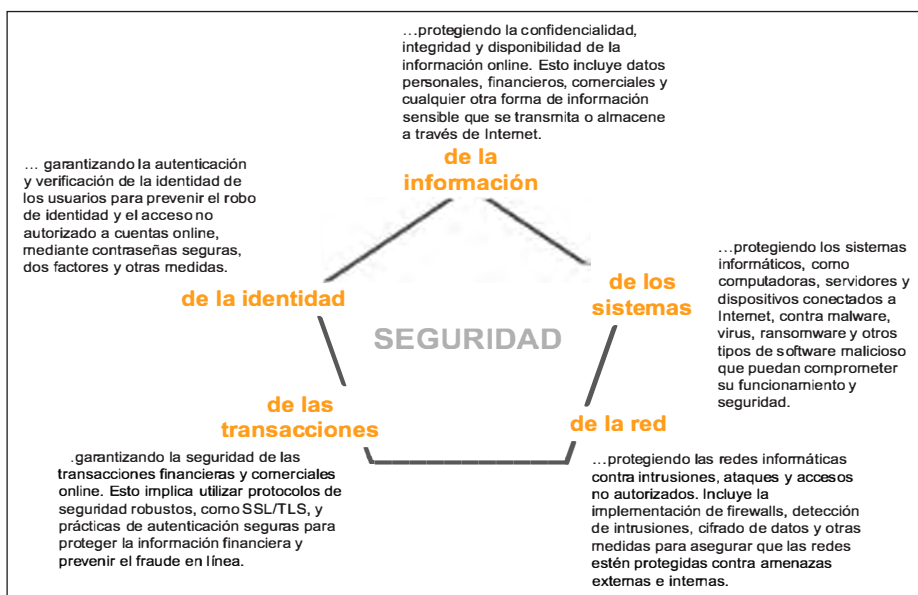 …protegiendo la confidencialidad,
integridad y disponibilidad de la
información online. Esto incluye datos
personales, financieros, comerciales y
cualquier otra forma de información
sensible que se transmita o almacene
a través de Internet.
de la
información
… garantizando la autenticación
y verificación de la identidad de
los usuarios para prevenir el robo
de identidad y el acceso no
autorizado a cuentas online,
mediante contraseñas seguras,
dos factores y otras medidas.
de la identidad
…protegiendo los sistemas
informáticos, como
computadoras, servidores y
dispositivos conectados a
Internet, contra malware,
virus, ransomware y otros
tipos de software malicioso
que puedan comprometer
su funcionamiento y
seguridad.
de los
sistemas
SEGURIDAD
de las
transacciones
.garantizando la seguridad de las
transacciones financieras y comerciales
online. Esto implica utilizar protocolos de
seguridad robustos, como SSL/TLS, y
prácticas de autenticación seguras para
proteger la información financiera y
prevenir el fraude en línea.
de la red
…protegiendo las redes informáticas
contra intrusiones, ataques y accesos
no autorizados. Incluye la
implementación de firewalls, detección
de intrusiones, cifrado de datos y otras
medidas para asegurar que las redes
estén protegidas contra amenazas
externas e internas.